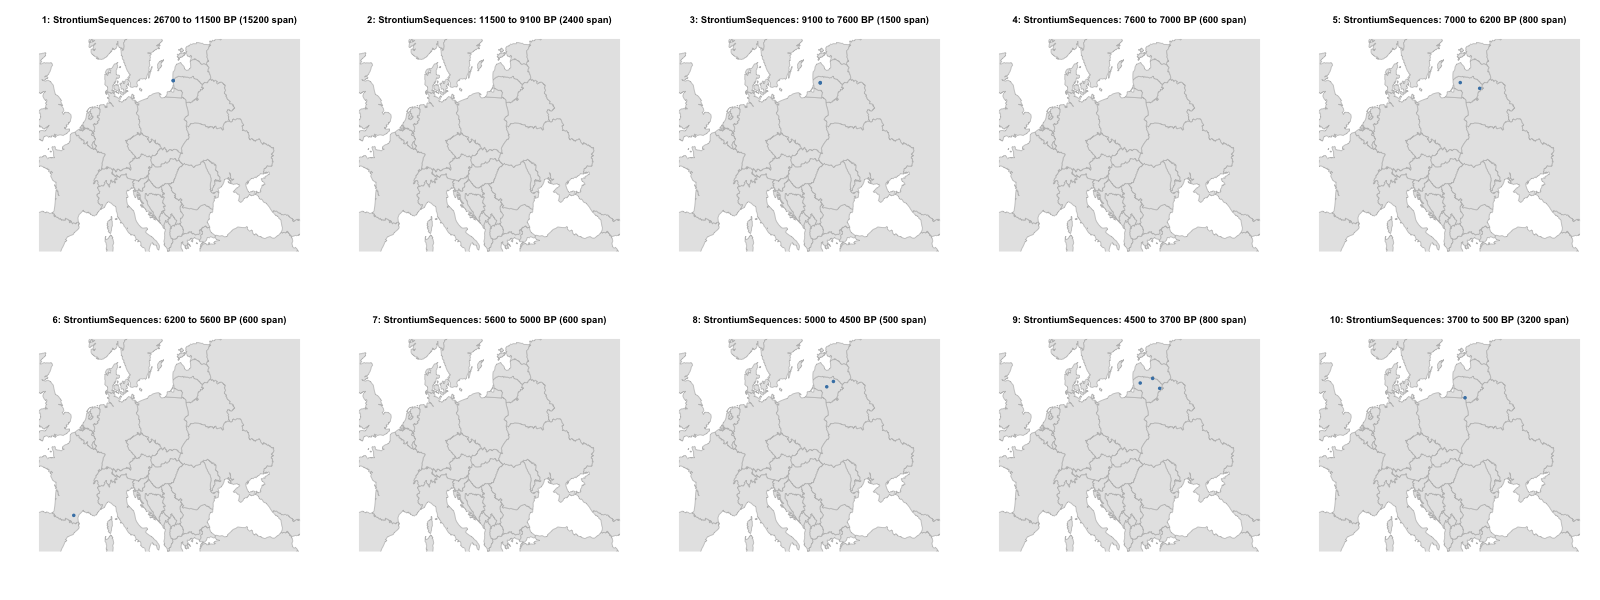 1: StrontiumSequences: 26700 to 11500 BP (15200 span)
2: StrontiumSequences: 11500 to 9100 BP (2400 span)
3: StrontiumSequences: 9100 to 7600 BP (1500 span)
4: StrontiumSequences: 7600 to 7000 BP (600 span)
5: StrontiumSequences: 7000 to 6200 BP (800 span)
6: StrontiumSequences: 6200 to 5600 BP (600 span)
7: StrontiumSequences: 5600 to 5000 BP (600 span)
8: StrontiumSequences: 5000 to 4500 BP (500 span)
9: StrontiumSequences: 4500 to 3700 BP (800 span)
10: StrontiumSequences: 3700 to 500 BP (3200 span)